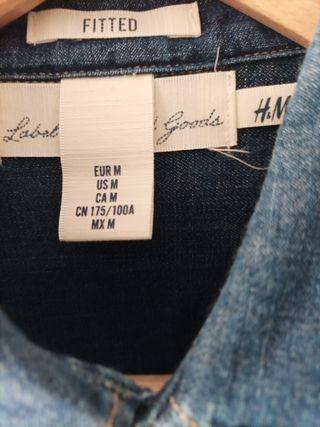 FITTED
Label Goods
H&M
EUR M
US M
CA M
CN 175/100A
MX M